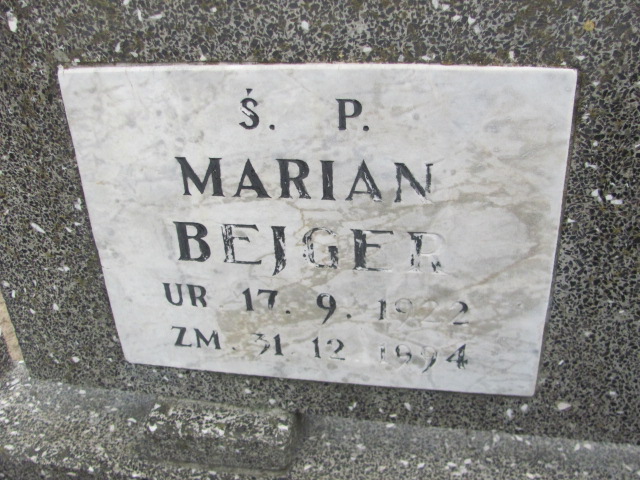 Ś. P.
MARIAN
BEJGER
UR 17. 9. 1922
ZM. 31 12 1994